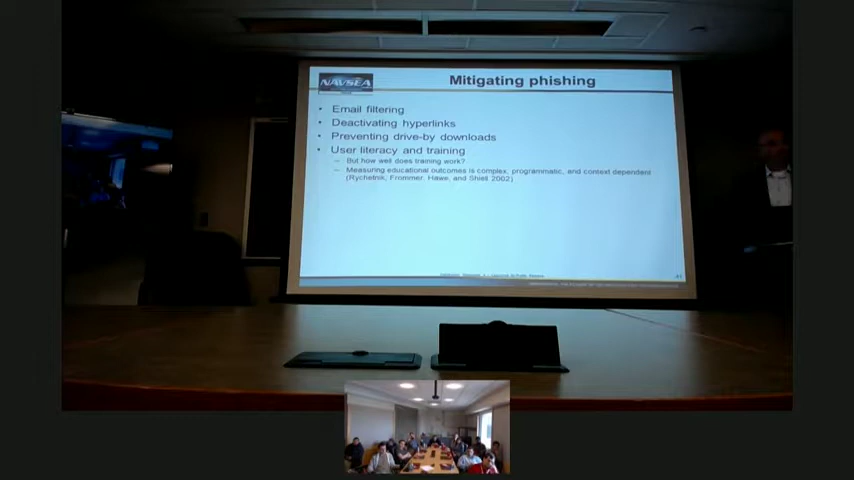 NAVSEA
Mitigating phishing
• Email filtering
• Deactivating hyperlinks
• Preventing drive-by downloads
• User literacy and training
– But how well does training work?
– Measuring educational outcomes is complex, programmatic, and context dependent
(Rychetnik, Frommer, Hawe, and Shiell 2002)